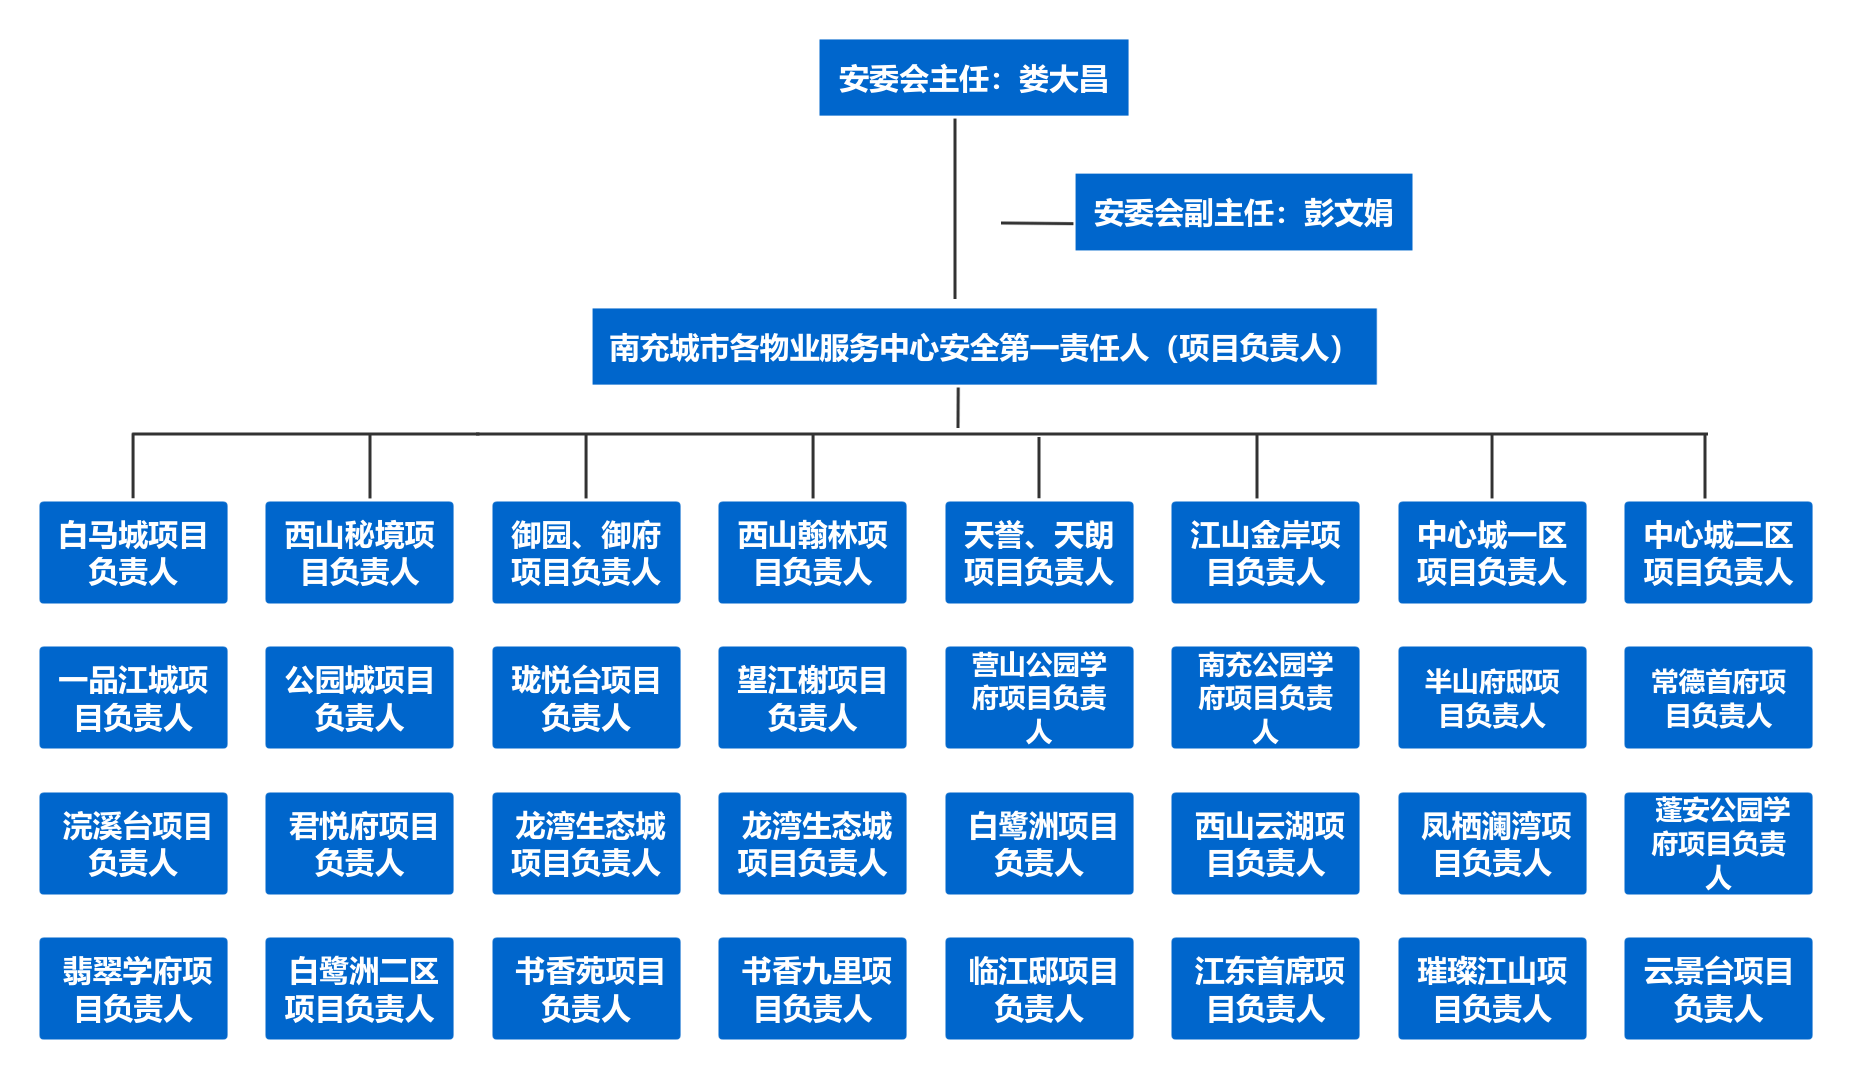 安委会主任：娄大昌
安委会副主任：彭文娟
南充城市各物业服务中心安全第一责任人（项目负责人）
白马城项目
负责人
西山秘境项
目负责人
御园、御府
项目负责人
西山翰林项
目负责人
天誉、天朗
项目负责人
江山金岸项
目负责人
中心城一区
项目负责人
中心城二区
项目负责人
一品江城项
目负责人
公园城项目
负责人
珑悦台项目
负责人
望江榭项目
负责人
营山公园学
府项目负责
人
南充公园学
府项目负责
人
半山府邸项
目负责人
常德首府项
目负责人
浣溪台项目
负责人
君悦府项目
负责人
龙湾生态城
项目负责人
龙湾生态城
项目负责人
白鹭洲项目
负责人
西山云湖项
目负责人
凤栖澜湾项
目负责人
蓬安公园学
府项目负责
人
翡翠学府项
目负责人
白鹭洲二区
项目负责人
书香苑项目
负责人
书香九里项
目负责人
临江邸项目
负责人
江东首席项
目负责人
璀璨江山项
目负责人
云景台项目
负责人